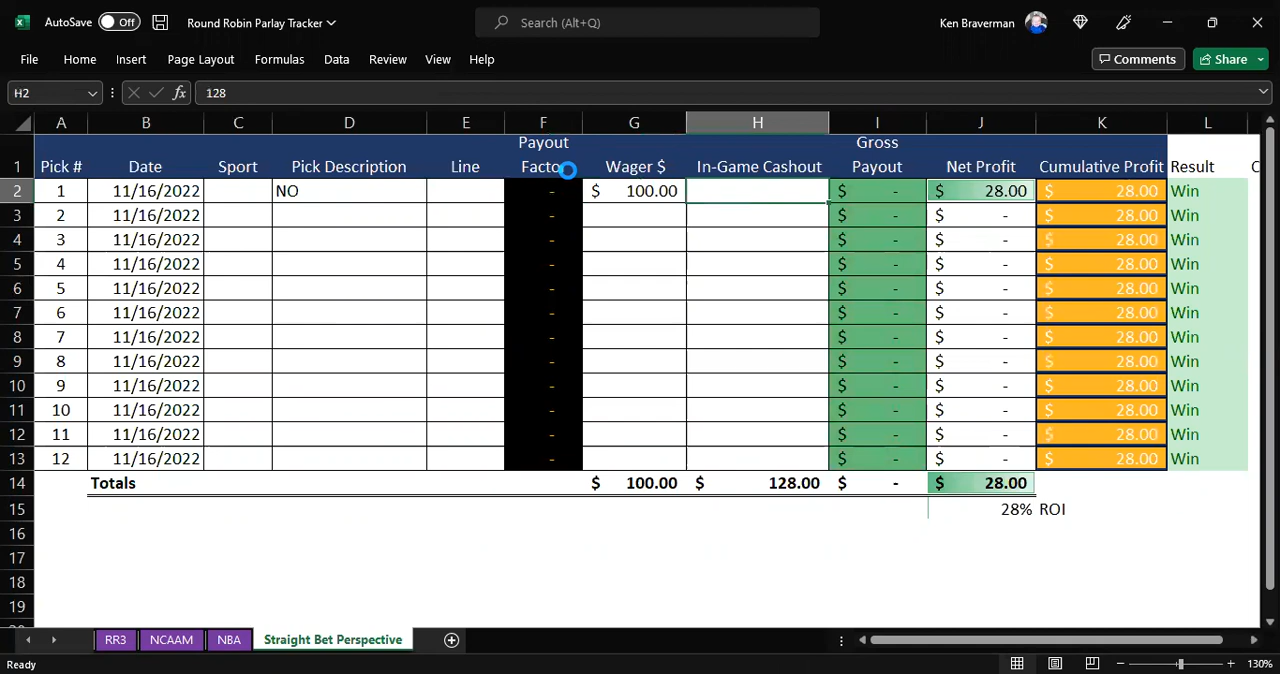 AutoSave Off Round Robin Parlay Tracker Search (Alt+Q) Ken Braverman
File Home Insert Page Layout Formulas Data Review View Help Comments Share
H2 fx 128
A B C D E F G H I J K L
Payout Gross
1 Pick # Date Sport Pick Description Line Facto Wager $ In-Game Cashout Payout Net Profit Cumulative Profit Result C
2 1 11/16/2022 NO - $ 100.00 $ - $ 28.00 $ 28.00 Win
3 2 11/16/2022 - $ - $ - $ 28.00 Win
4 3 11/16/2022 - $ - $ - $ 28.00 Win
5 4 11/16/2022 - $ - $ - $ 28.00 Win
6 5 11/16/2022 - $ - $ - $ 28.00 Win
7 6 11/16/2022 - $ - $ - $ 28.00 Win
8 7 11/16/2022 - $ - $ - $ 28.00 Win
9 8 11/16/2022 - $ - $ - $ 28.00 Win
10 9 11/16/2022 - $ - $ - $ 28.00 Win
11 10 11/16/2022 - $ - $ - $ 28.00 Win
12 11 11/16/2022 - $ - $ - $ 28.00 Win
13 12 11/16/2022 - $ - $ - $ 28.00 Win
14 Totals $ 100.00 $ 128.00 $ - $ 28.00
15 28% ROI
16
17
18
19
RR3 NCAAM NBA Straight Bet Perspective
Ready 130%